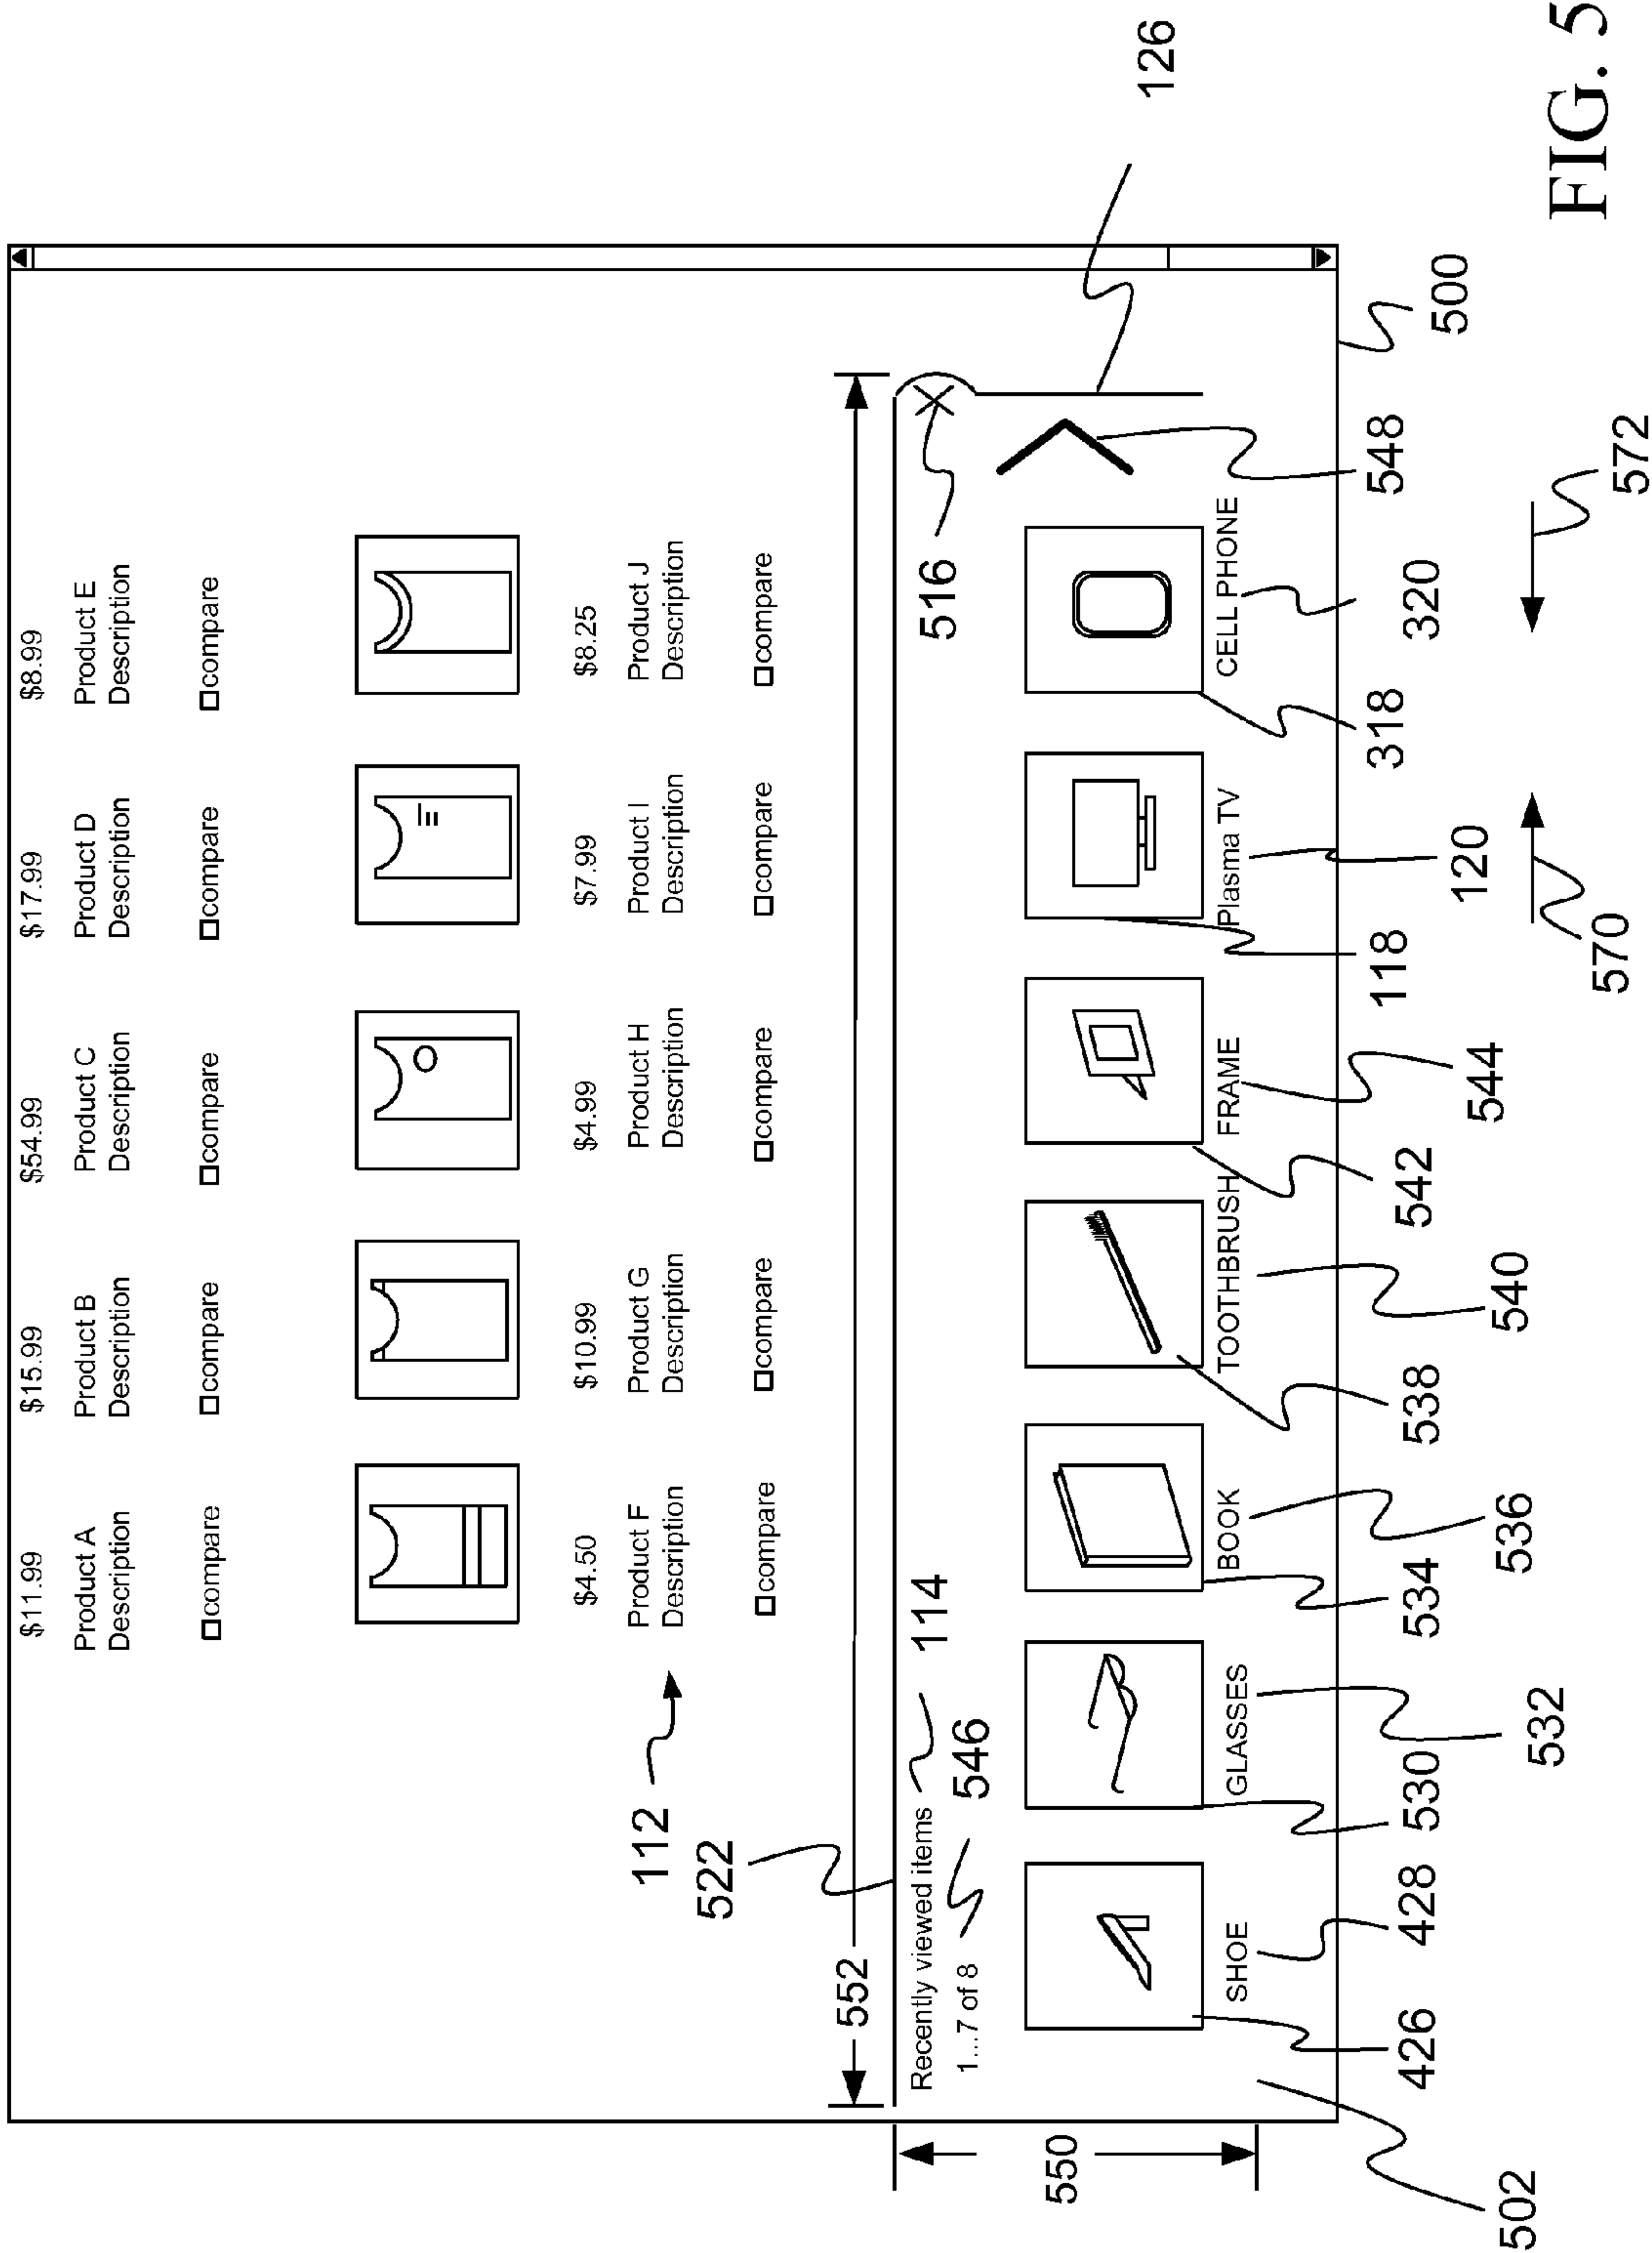 $11.99 $15.99 $54.99 $17.99 $8.99
Product A Product B Product C Product D Product E
Description Description Description Description Description
compare compare compare compare compare
$4.50 $10.99 $4.99 $7.99 $8.25
112
Product F Product G Product H Product I Product J
Description Description Description Description Description
522
compare compare compare compare compare
552
Recently viewed items 114 516
1...7 of 8 546
126
550
SHOE GLASSES BOOK TOOTHBRUSH FRAME Plasma TV CELL PHONE
426 428 530 534 538 542 118 318 320 548 500
502 532 536 540 544 120
570 572
FIG. 5